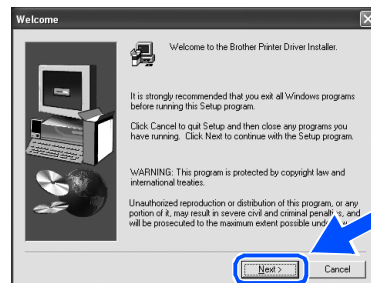 Welcome
Welcome to the Brother Printer Driver Installer.
It is strongly recommended that you exit all Windows programs
before running this Setup program.
Click Cancel to quit Setup and then close any programs you
have running. Click Next to continue with the Setup program.
WARNING: This program is protected by copyright law and
international treaties.
Unauthorized reproduction or distribution of this program, or any
portion of it, may result in severe civil and criminal penalties, and
will be prosecuted to the maximum extent possible under
Next >
Cancel